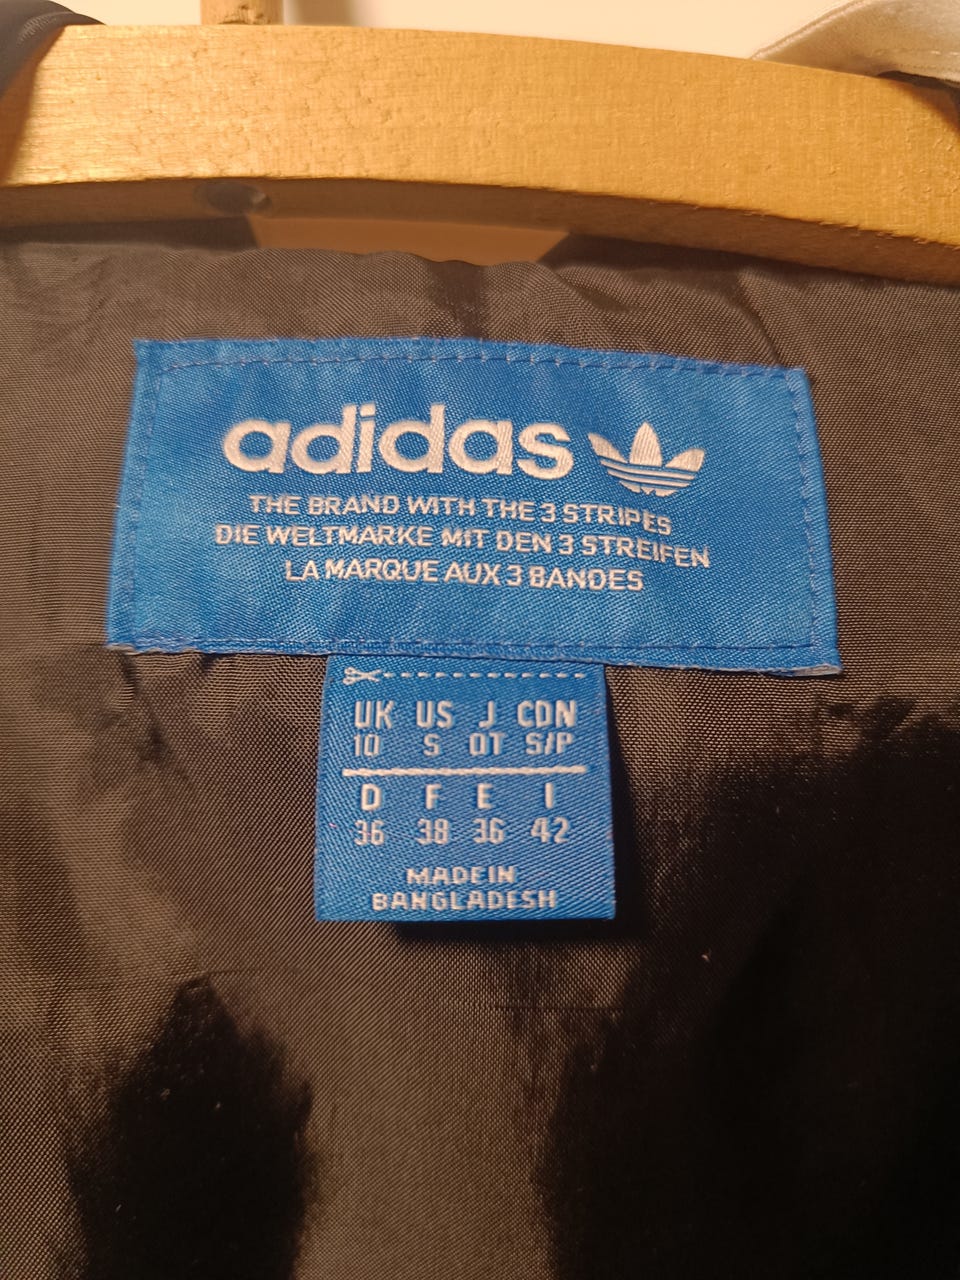 adidas
THE BRAND WITH THE 3 STRIPES
DIE WELTMARKE MIT DEN 3 STREIFEN
LA MARQUE AUX 3 BANDES
UK US J CDN
10 S OT S/P
D F E I
36 38 36 42
MADE IN
BANGLADESH